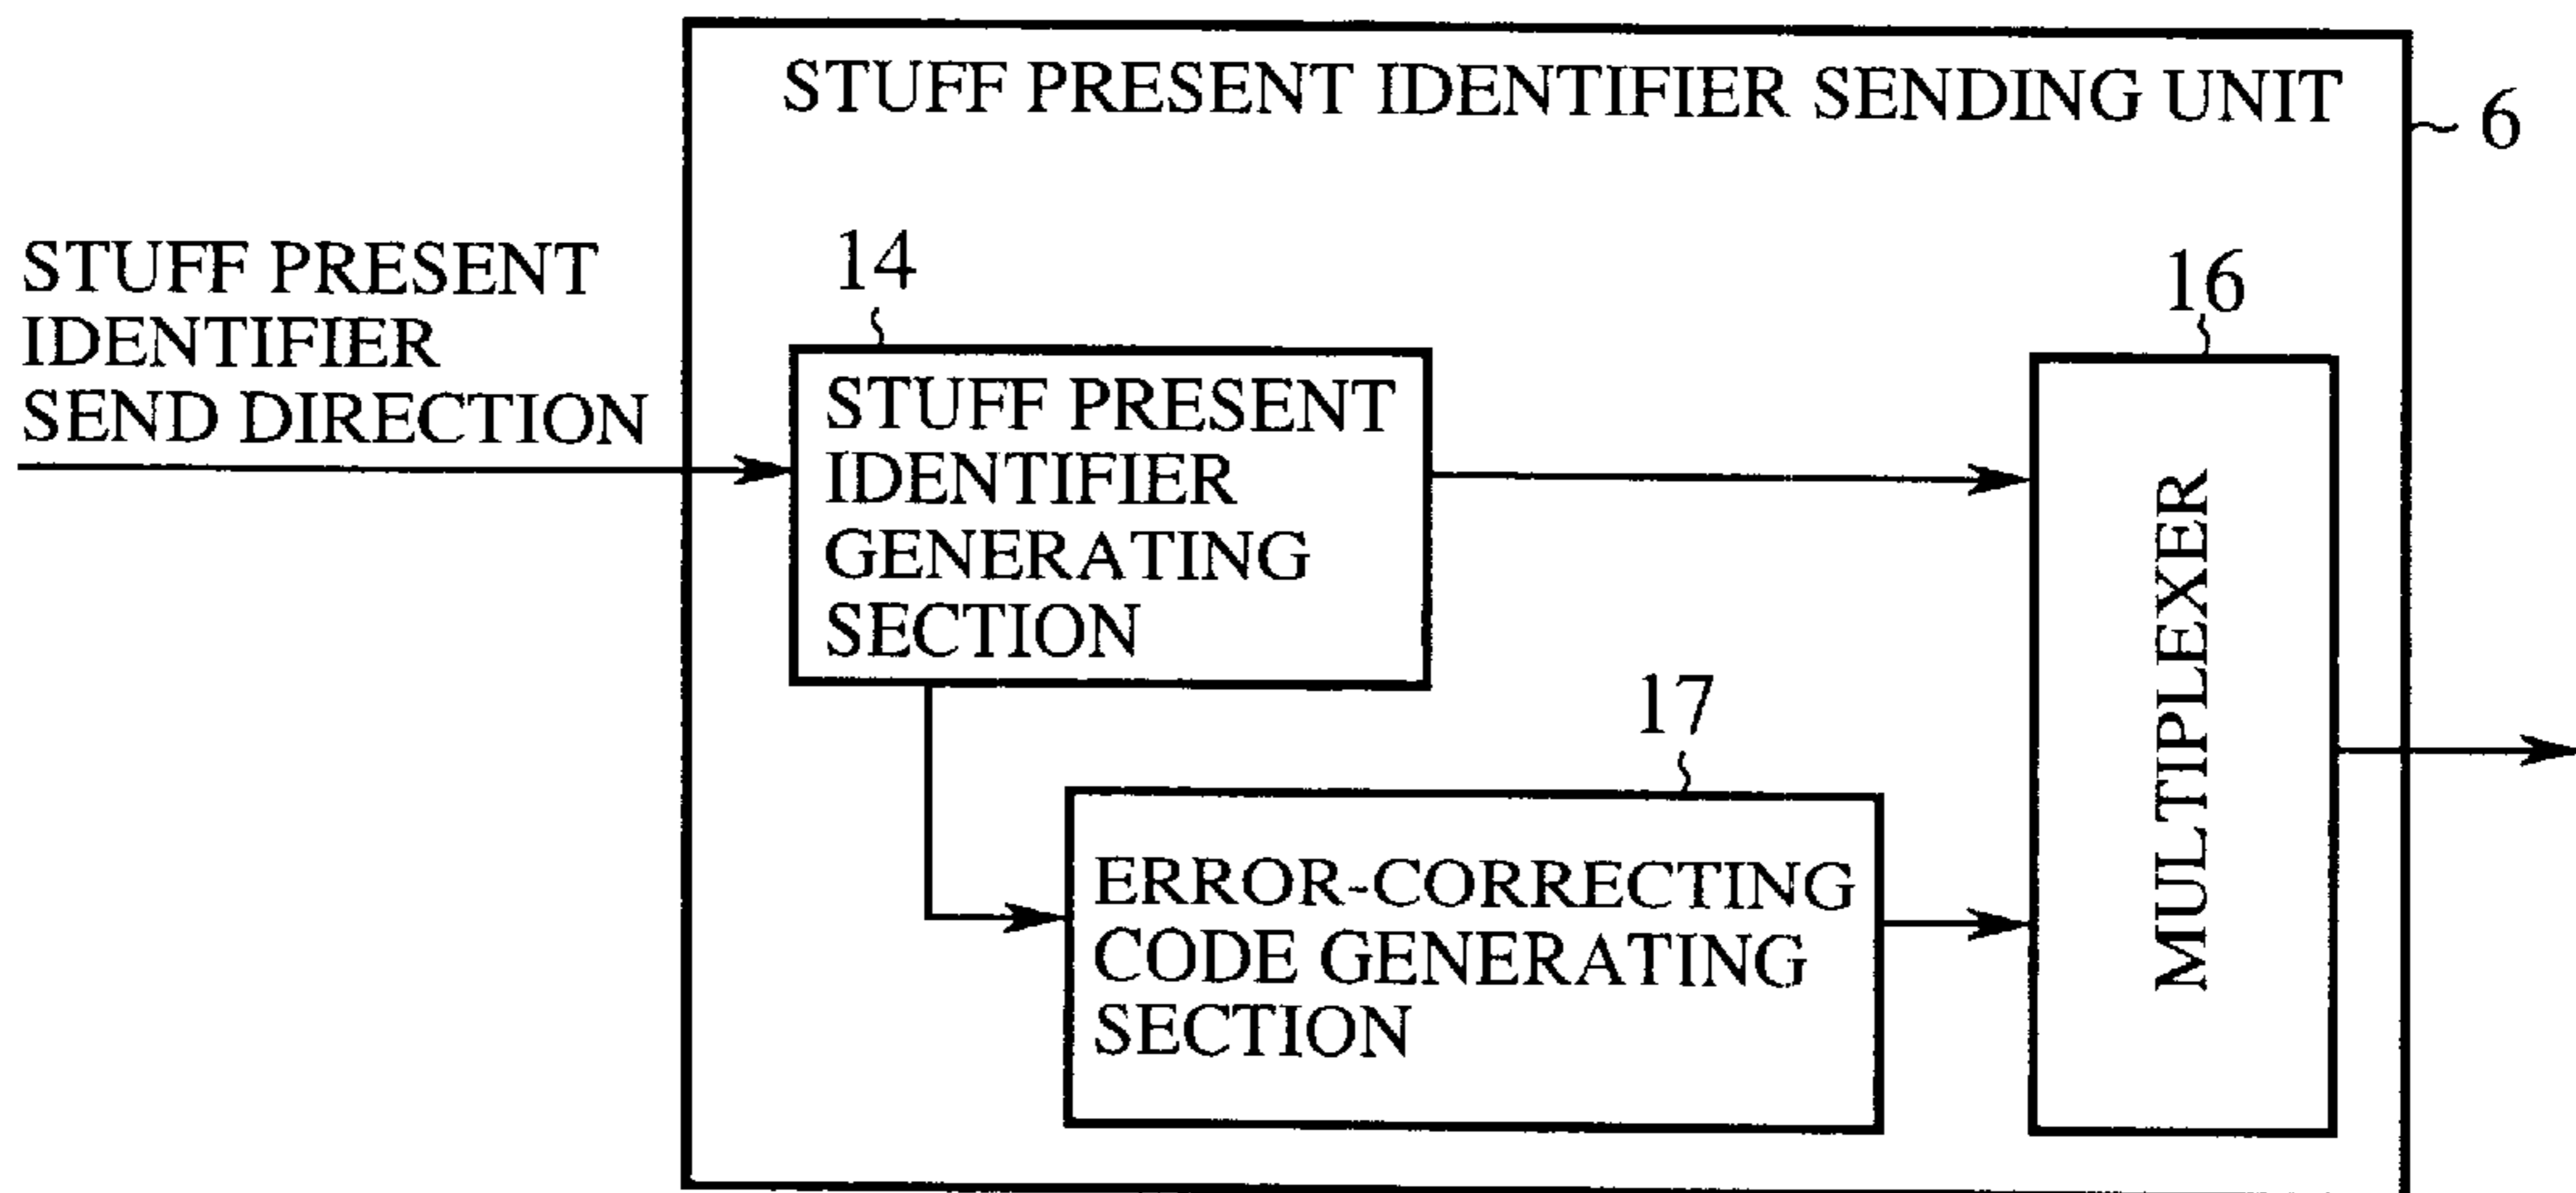 STUFF PRESENT IDENTIFIER SENDING UNIT
6
STUFF PRESENT
IDENTIFIER
SEND DIRECTION
14
STUFF PRESENT
IDENTIFIER
GENERATING
SECTION
16
MULTIPLEXER
17
ERROR-CORRECTING
CODE GENERATING
SECTION